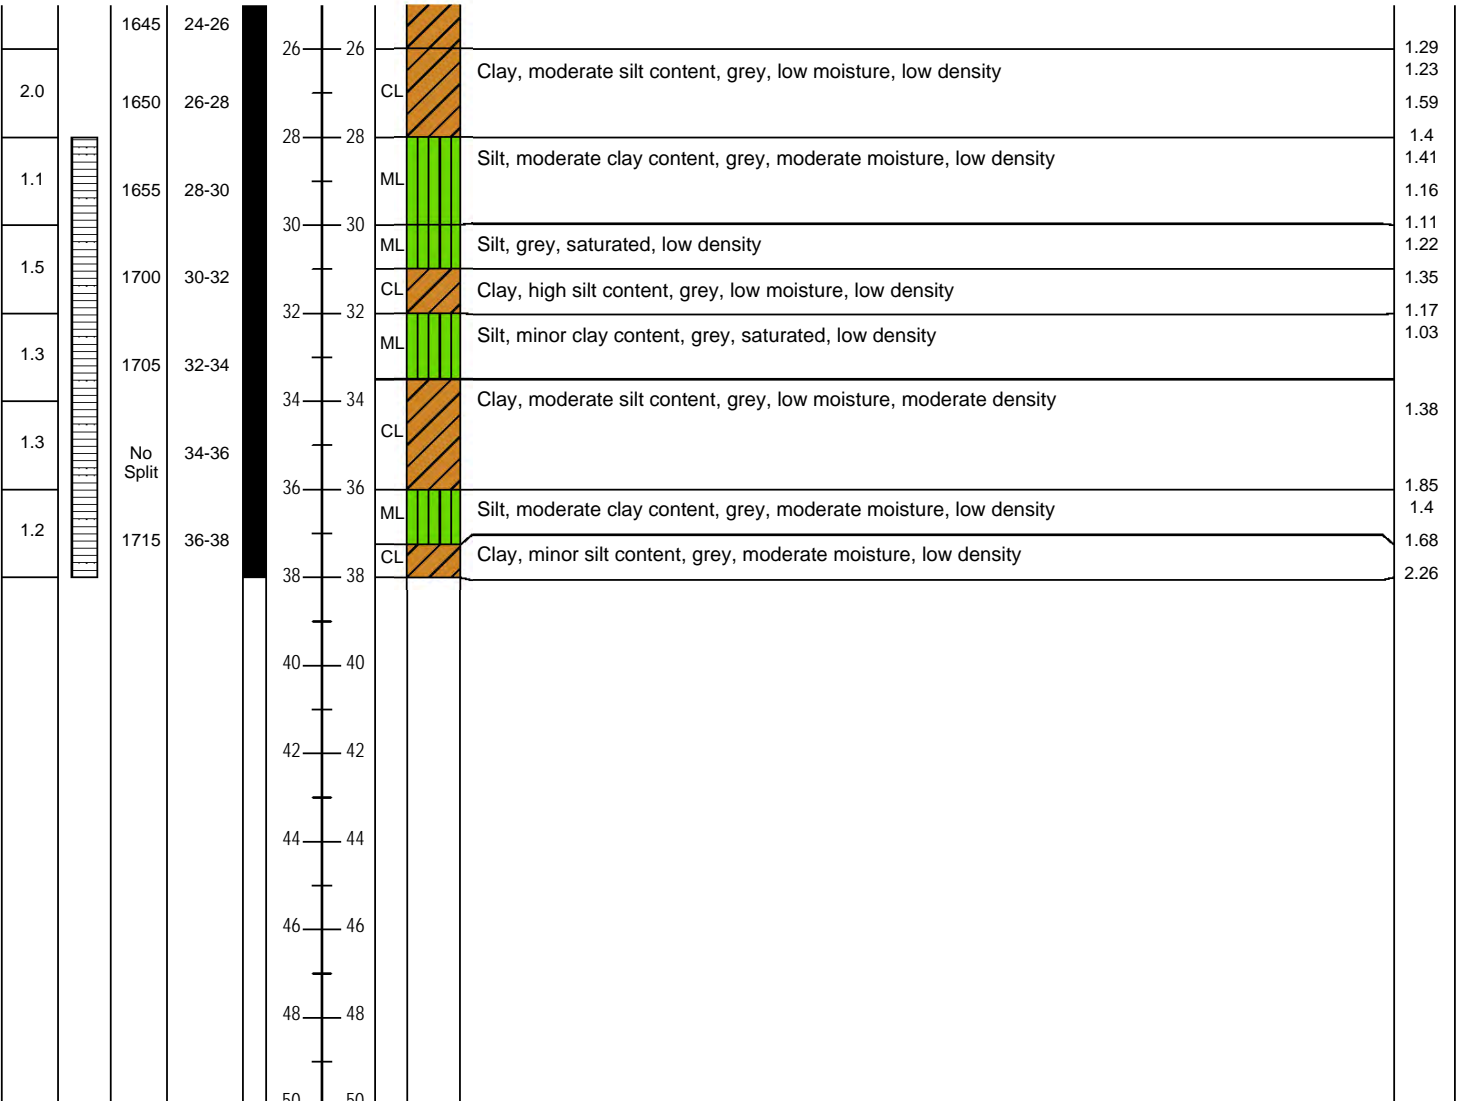 1645 24-26
26 26 1.29
Clay, moderate silt content, grey, low moisture, low density 1.23
2.0 CL
1650 26-28 1.59
28 28 1.4
Silt, moderate clay content, grey, moderate moisture, low density 1.41
1.1 ML
1655 28-30 1.16
30 30 1.11
ML Silt, grey, saturated, low density 1.22
1.5
1700 30-32 1.35
CL Clay, high silt content, grey, low moisture, low density
32 32 1.17
ML Silt, minor clay content, grey, saturated, low density 1.03
1.3
1705 32-34
34 34 Clay, moderate silt content, grey, low moisture, moderate density
1.38
CL
1.3
No 34-36
Split
36 36 1.85
ML Silt, moderate clay content, grey, moderate moisture, low density 1.4
1.2
1715 36-38 1.68
CL Clay, minor silt content, grey, moderate moisture, low density
38 38 2.26
40 40
42 42
44 44
46 46
48 48
50 50